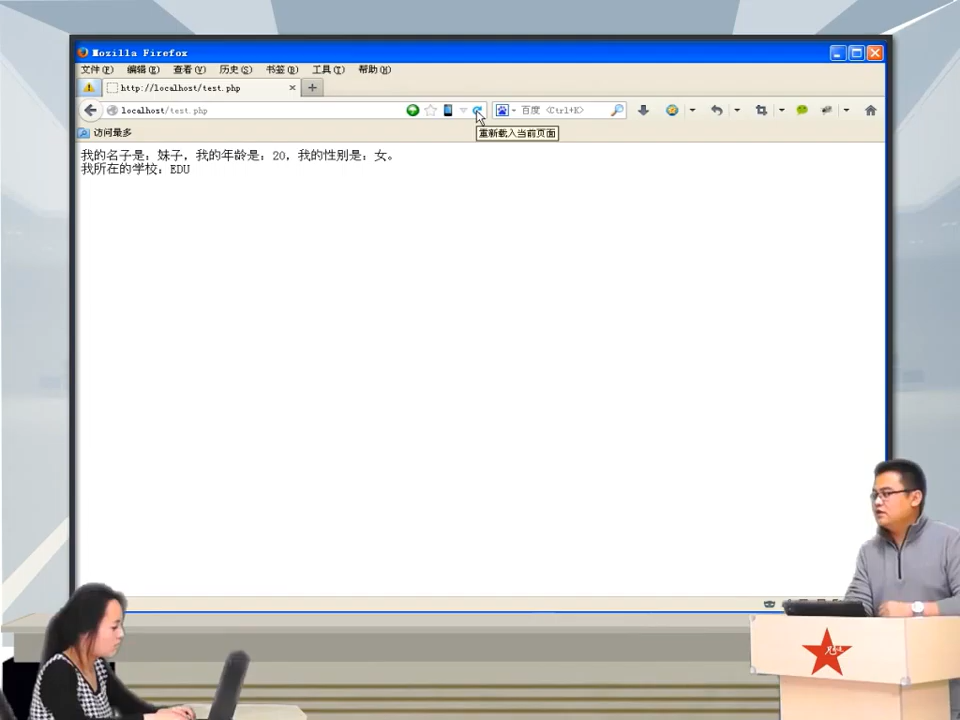 Mozilla Firefox
文件(F) 编辑(E) 查看(V) 历史(S) 书签(B) 工具(T) 帮助(H)
http://localhost/test.php
localhost/test.php
百度 <Ctrl+K>
访问最多
重新载入当前页面
我的名子是：妹子，我的年龄是：20，我的性别是：女。
我所在的学校：EDU